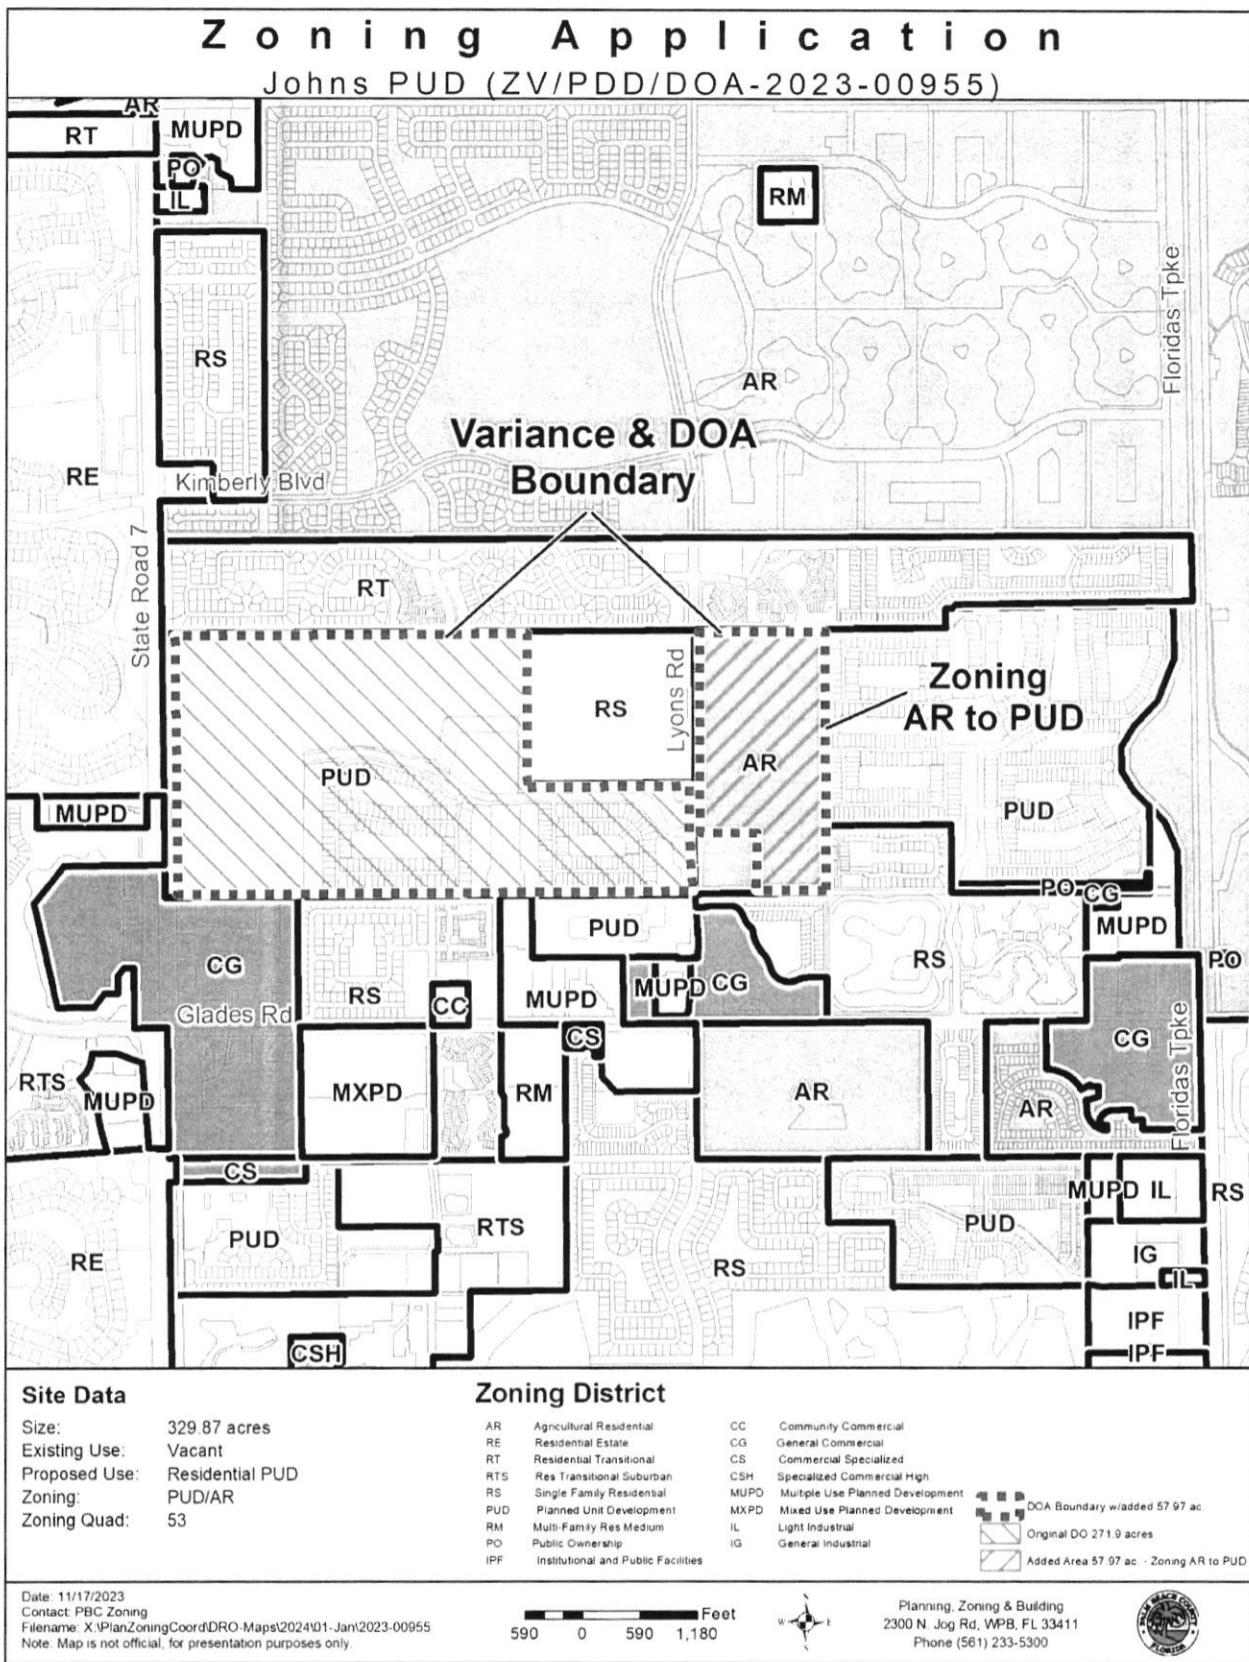 Zoning Application
Johns PUD (ZV/PDD/DOA-2023-00955)
AR
RT
MUPD
PO
IL
RM
Floridas Tpke
RS
AR
Variance & DOA
Boundary
RE
Kimberly Blvd
State Road 7
RT
Lyons Rd
RS
Zoning
AR to PUD
AR
PUD
PUD
MUPD
PO
CG
PUD
MUPD
CG
RS
PO
MUPD
CG
RS
CC
MUPD
Glades Rd
CS
CG
Floridas Tpke
RTS
MUPD
MXPD
RM
AR
AR
CS
MUPD
IL
RS
PUD
RTS
PUD
RE
RS
IG
IL
IPF
CSH
IPF
Site Data
Size: 329.87 acres
Existing Use: Vacant
Proposed Use: Residential PUD
Zoning: PUD/AR
Zoning Quad: 53
Zoning District
AR Agricultural Residential
RE Residential Estate
RT Residential Transitional
RTS Res Transitional Suburban
RS Single Family Residential
PUD Planned Unit Development
RM Multi-Family Res Medium
PO Public Ownership
IPF Institutional and Public Facilities
CC Community Commercial
CG General Commercial
CS Commercial Specialized
CSH Specialized Commercial High
MUPD Multiple Use Planned Development
MXPD Mixed Use Planned Development
IL Light Industrial
IG General Industrial
DOA Boundary w/added 57.97 ac
Original DO 271.9 acres
Added Area 57.97 ac. - Zoning AR to PUD
Date: 11/17/2023
Contact: PBC Zoning
Filename: X:\PlanZoningCoord\DRO-Maps\2024\01-Jan\2023-00955
Note: Map is not official, for presentation purposes only.
Feet
590 0 590 1,180
W E
Planning, Zoning & Building
2300 N. Jog Rd, WPB, FL 33411
Phone (561) 233-5300
PALM BEACH COUNTY
FLORIDA